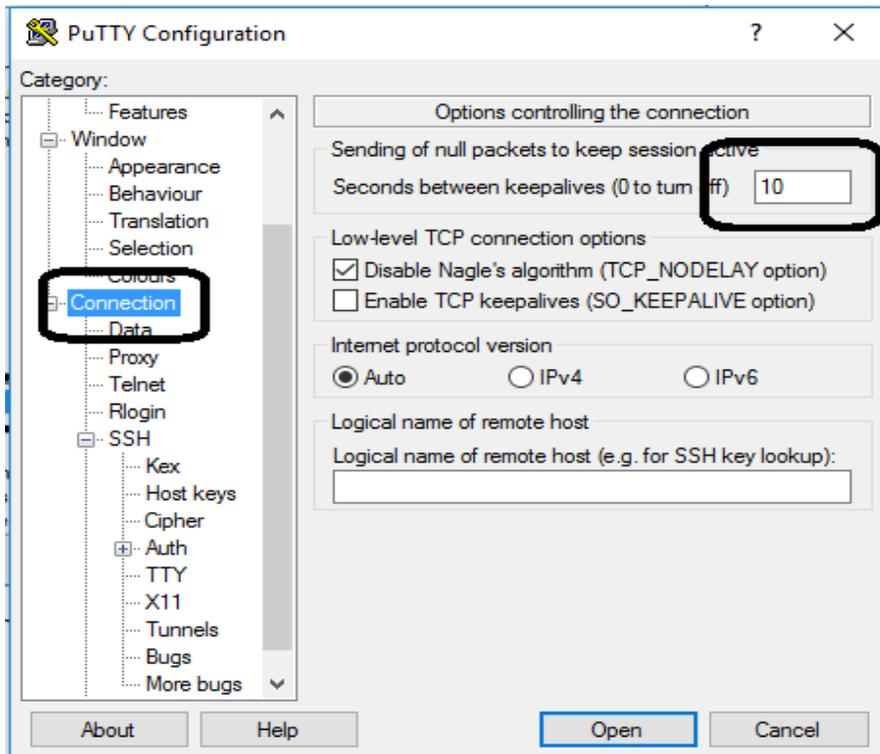 PuTTY Configuration
?
Category:
Features
Window
Appearance
Behaviour
Translation
Selection
Colours
Connection
Data
Proxy
Telnet
Rlogin
SSH
Kex
Host keys
Cipher
Auth
TTY
X11
Tunnels
Bugs
More bugs
Options controlling the connection
Sending of null packets to keep session active
Seconds between keepalives (0 to turn off) 10
Low-level TCP connection options
Disable Nagle's algorithm (TCP_NODELAY option)
Enable TCP keepalives (SO_KEEPALIVE option)
Internet protocol version
Auto IPv4 IPv6
Logical name of remote host
Logical name of remote host (e.g. for SSH key lookup):
About Help Open Cancel